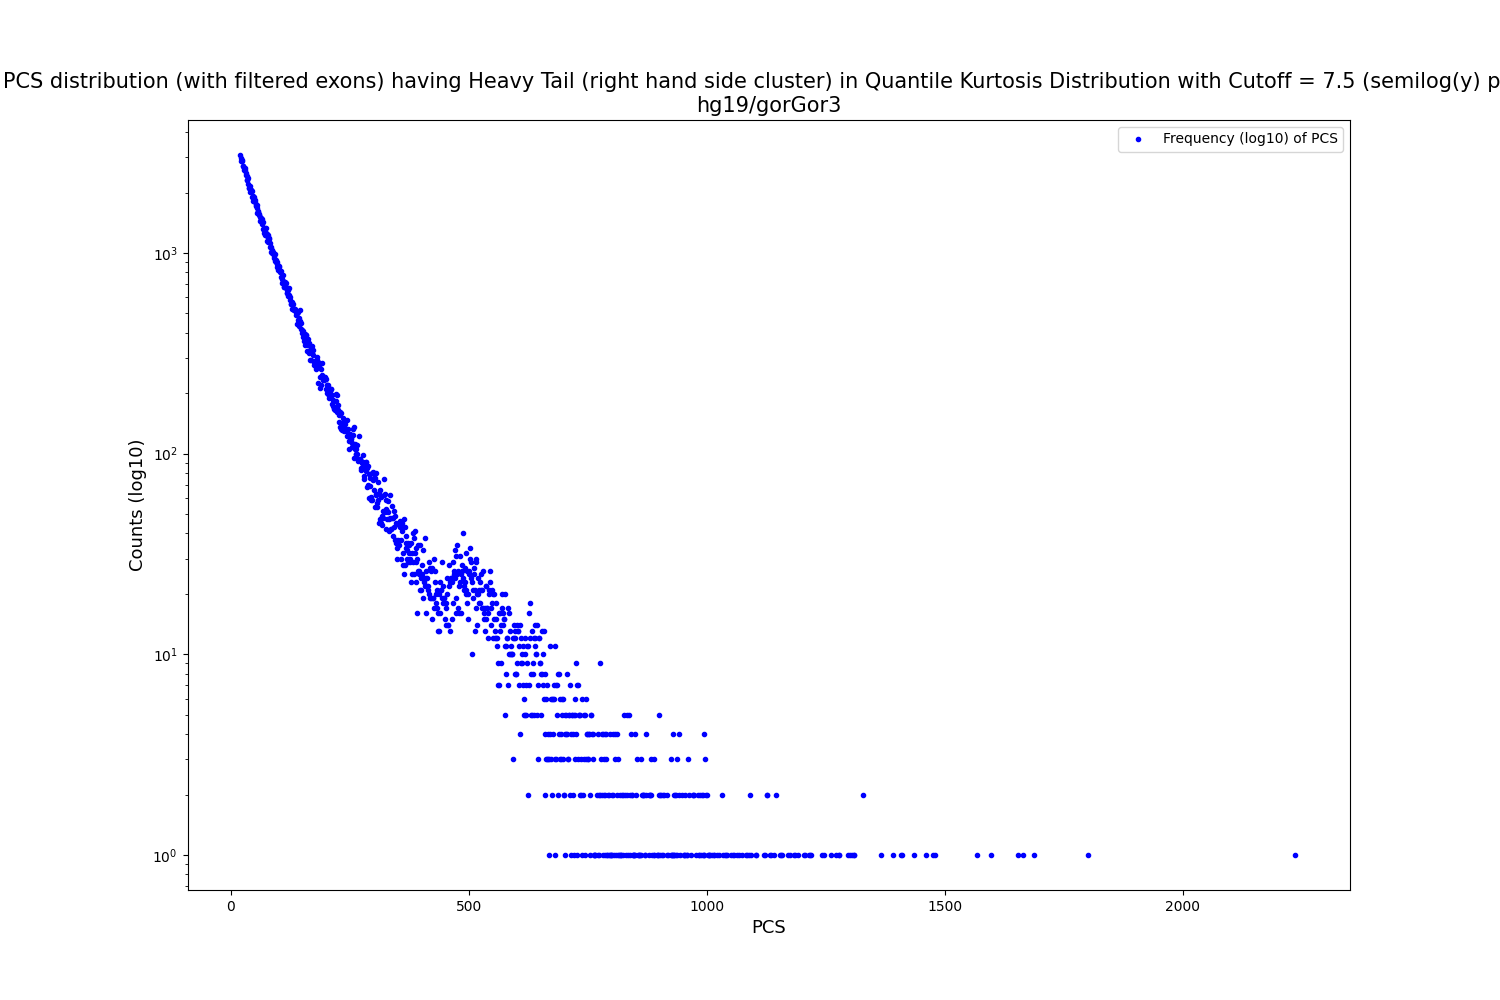 PCS distribution (with filtered exons) having Heavy Tail (right hand side cluster) in Quantile Kurtosis Distribution with Cutoff = 7.5 (semilog(y) p
hg19/gorGor3
Frequency (log10) of PCS
10³
10²
10¹
10⁰
Counts (log10)
0 500 1000 1500 2000
PCS